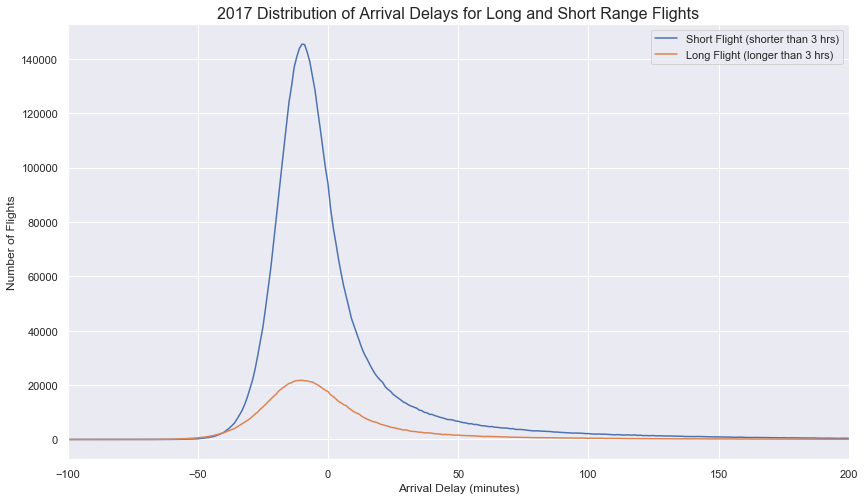 2017 Distribution of Arrival Delays for Long and Short Range Flights
Short Flight (shorter than 3 hrs)
Long Flight (longer than 3 hrs)
Number of Flights
140000
120000
100000
80000
60000
40000
20000
0
−100 −50 0 50 100 150 200
Arrival Delay (minutes)